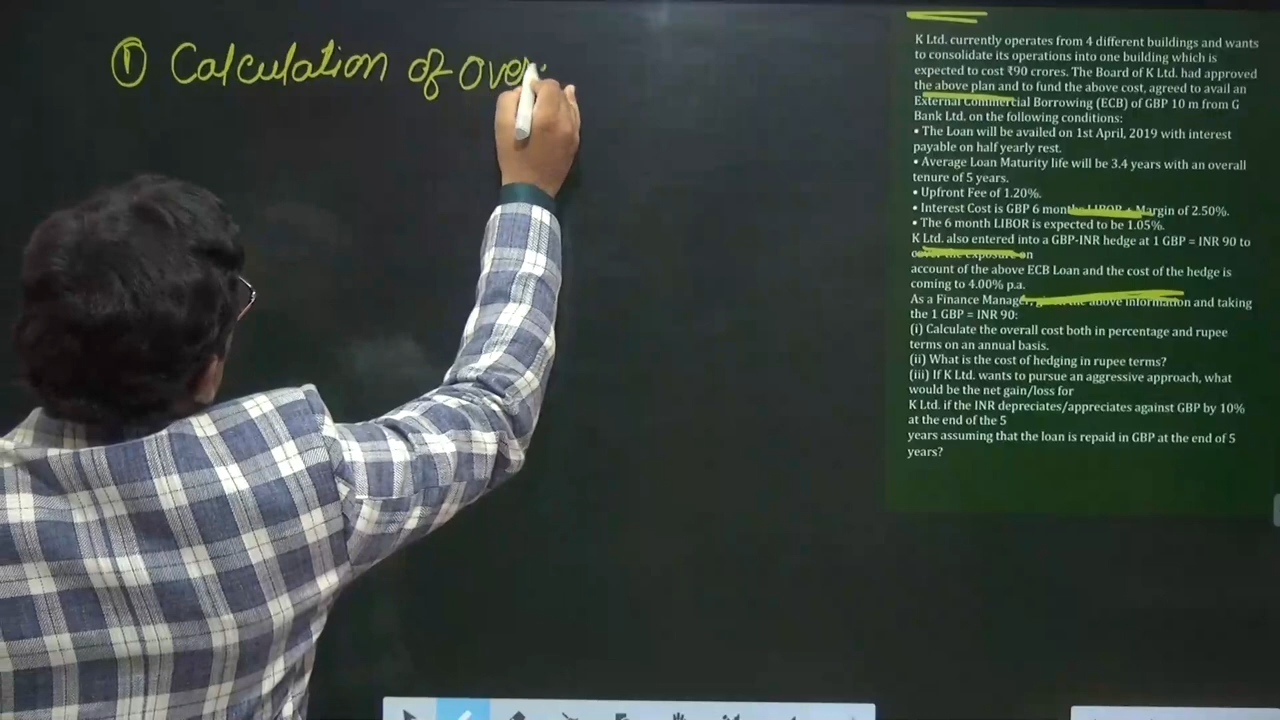 ① Calculation of Over
K Ltd. currently operates from 4 different buildings and wants
to consolidate its operations into one building which is
expected to cost ₹90 crores. The Board of K Ltd. had approved
the above plan and to fund the above cost, agreed to avail an
External Commercial Borrowing (ECB) of GBP 10 m from G
Bank Ltd. on the following conditions:
• The Loan will be availed on 1st April, 2019 with interest
payable on half yearly rest.
• Average Loan Maturity life will be 3.4 years with an overall
tenure of 5 years.
• Upfront Fee of 1.20%.
• Interest Cost is GBP 6 months LIBOR + Margin of 2.50%.
• The 6 month LIBOR is expected to be 1.05%.
K Ltd. also entered into a GBP-INR hedge at 1 GBP = INR 90 to
cover the exposure on
account of the above ECB Loan and the cost of the hedge is
coming to 4.00% p.a.
As a Finance Manager, given the above information and taking
the 1 GBP = INR 90:
(i) Calculate the overall cost both in percentage and rupee
terms on an annual basis.
(ii) What is the cost of hedging in rupee terms?
(iii) If K Ltd. wants to pursue an aggressive approach, what
would be the net gain/loss for
K Ltd. if the INR depreciates/appreciates against GBP by 10%
at the end of the 5
years assuming that the loan is repaid in GBP at the end of 5
years?